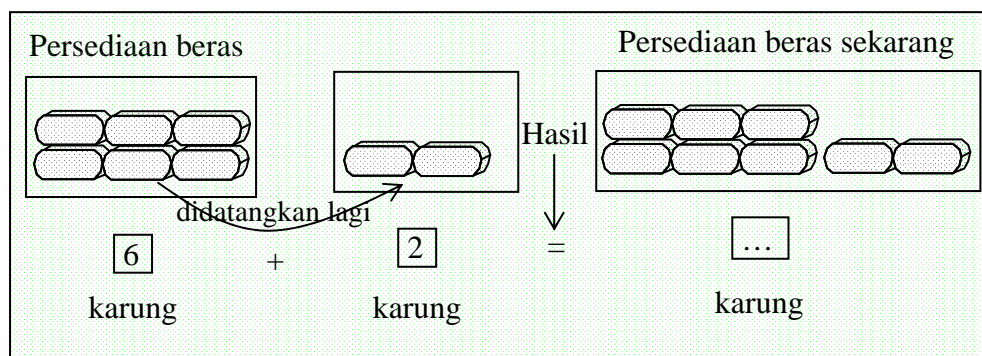 Persediaan beras
Persediaan beras sekarang
Hasil
didatangkan lagi
6 + 2 = ...
karung karung karung